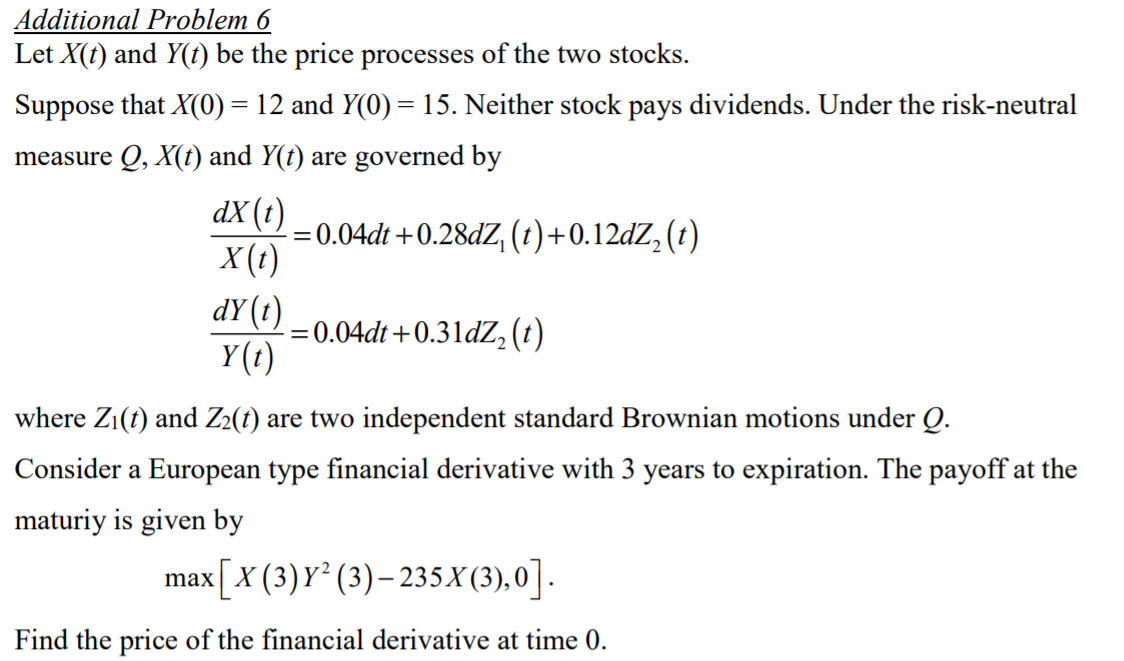 Additional Problem 6
Let X(t) and Y(t) be the price processes of the two stocks.
Suppose that X(0) = 12 and Y(0) = 15. Neither stock pays dividends. Under the risk-neutral
measure Q, X(t) and Y(t) are governed by
dX(t)/X(t) = 0.04dt + 0.28dZ₁(t) + 0.12dZ₂(t)
dY(t)/Y(t) = 0.04dt + 0.31dZ₂(t)
where Z₁(t) and Z₂(t) are two independent standard Brownian motions under Q.
Consider a European type financial derivative with 3 years to expiration. The payoff at the
maturiy is given by
max[X(3)Y²(3) – 235X(3), 0].
Find the price of the financial derivative at time 0.